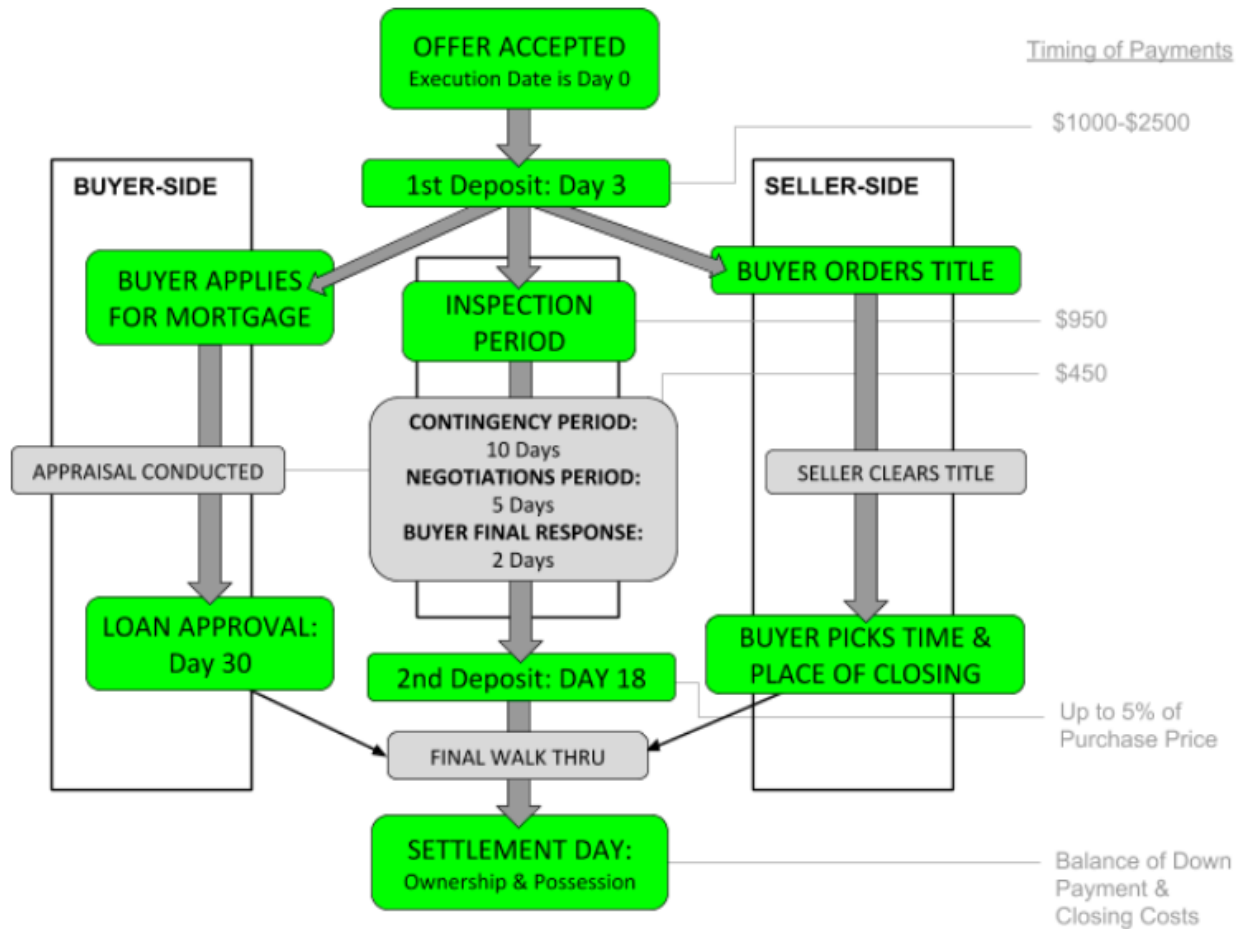 OFFER ACCEPTED
Execution Date is Day 0
Timing of Payments
$1000-$2500
1st Deposit: Day 3
BUYER-SIDE
SELLER-SIDE
BUYER APPLIES
FOR MORTGAGE
INSPECTION
PERIOD
BUYER ORDERS TITLE
$950
$450
CONTINGENCY PERIOD:
10 Days
NEGOTIATIONS PERIOD:
5 Days
BUYER FINAL RESPONSE:
2 Days
APPRAISAL CONDUCTED
SELLER CLEARS TITLE
LOAN APPROVAL:
Day 30
2nd Deposit: DAY 18
BUYER PICKS TIME &
PLACE OF CLOSING
Up to 5% of
Purchase Price
FINAL WALK THRU
SETTLEMENT DAY:
Ownership & Possession
Balance of Down
Payment &
Closing Costs